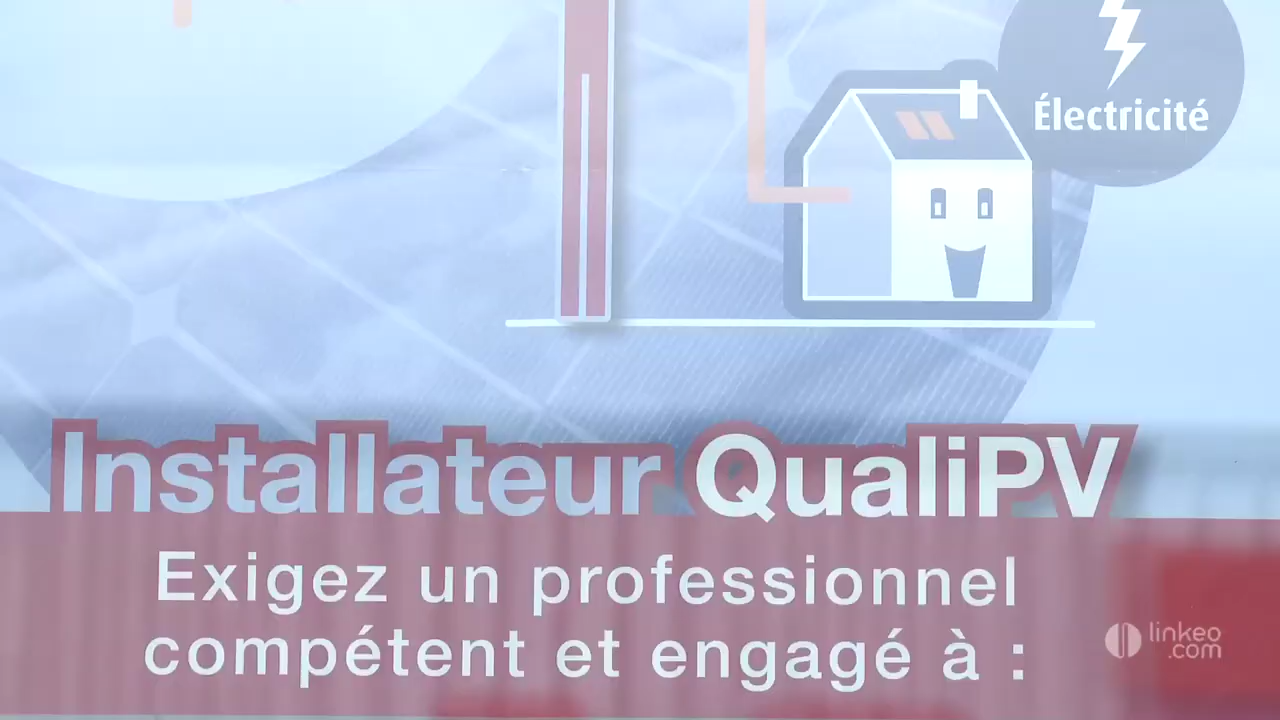 Électricité
Installateur QualiPV
Exigez un professionnel
compétent et engagé à :
linkeo
.com